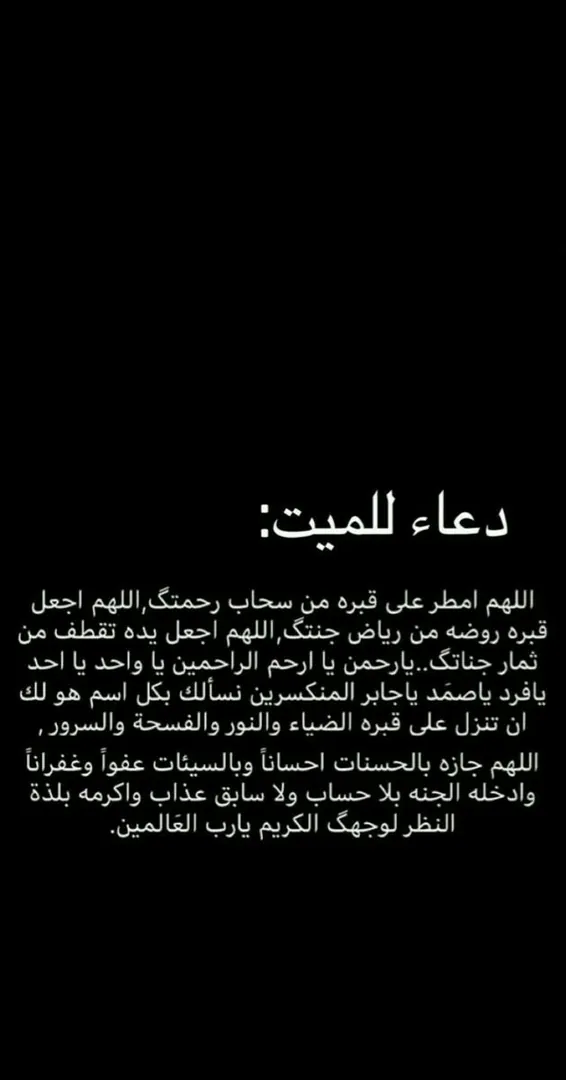 دعاء للميت:
اللهم امطر على قبره من سحاب رحمتگ,اللهم اجعل
قبره روضه من رياض جنتگ,اللهم اجعل يده تقطف من
ثمار جناتگ..يارحمن يا ارحم الراحمين يا واحد يا احد
يافرد ياصمَد ياجابر المنكسرين نسألك بكل اسم هو لك
ان تنزل على قبره الضياء والنور والفسحة والسرور ,
اللهم جازه بالحسنات احساناً وبالسيئات عفواً وغفراناً
وادخله الجنه بلا حساب ولا سابق عذاب واكرمه بلذة
النظر لوجهگ الكريم يارب العَالمين.